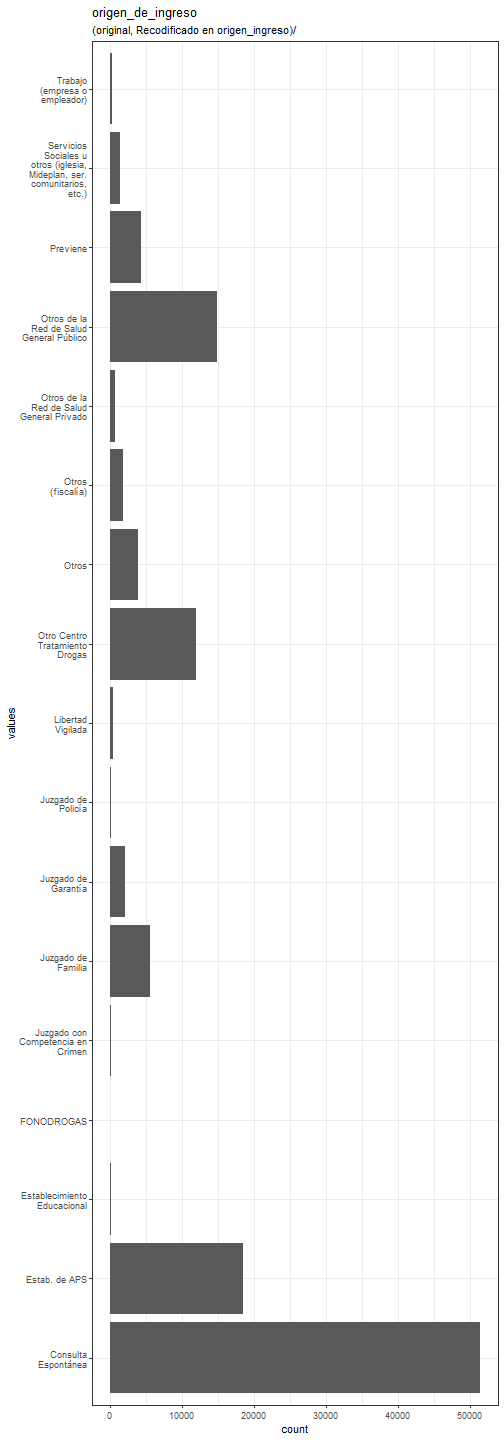 origen_de_ingreso
(original, Recodificado en origen_ingreso)/
Trabajo
(empresa o
empleador)
Servicios
Sociales u
otros (iglesia,
Mideplan, ser.
comunitarios,
etc.)
Previene
Otros de la
Red de Salud
General Público
Otros de la
Red de Salud
General Privado
Otros
(fiscalía)
Otros
Otro Centro
Tratamiento
Drogas
values
Libertad
Vigilada
Juzgado de
Policía
Juzgado de
Garantía
Juzgado de
Familia
Juzgado con
Competencia en
Crimen
FONODROGAS
Establecimiento
Educacional
Estab. de APS
Consulta
Espontánea
0 10000 20000 30000 40000 50000
count